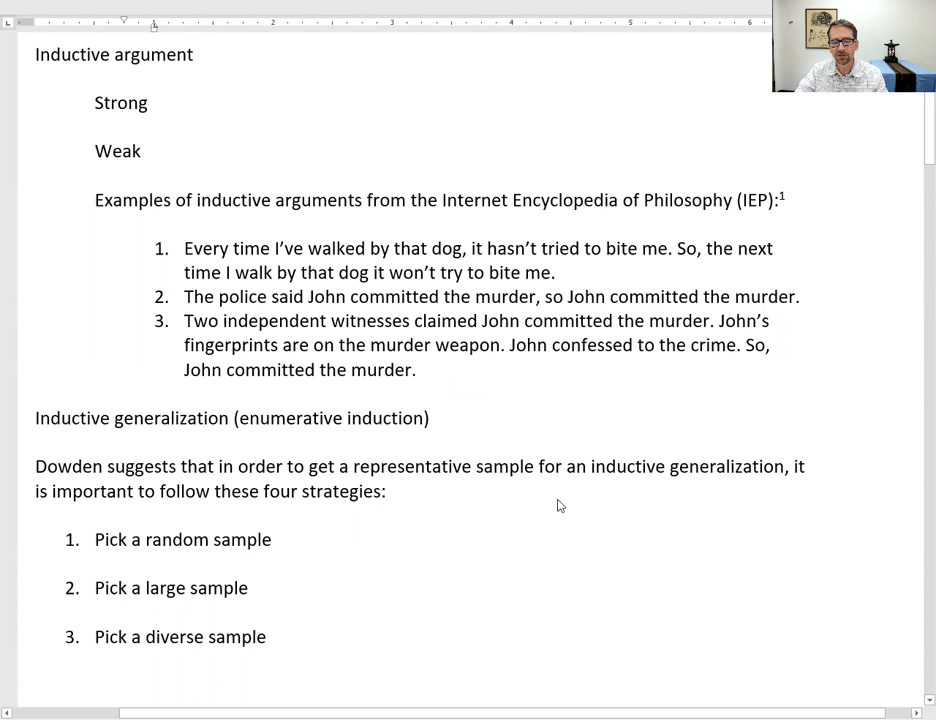 2 3 4 5 6
Inductive argument
Strong
Weak
Examples of inductive arguments from the Internet Encyclopedia of Philosophy (IEP):1
1. Every time I’ve walked by that dog, it hasn’t tried to bite me. So, the next
time I walk by that dog it won’t try to bite me.
2. The police said John committed the murder, so John committed the murder.
3. Two independent witnesses claimed John committed the murder. John’s
fingerprints are on the murder weapon. John confessed to the crime. So,
John committed the murder.
Inductive generalization (enumerative induction)
Dowden suggests that in order to get a representative sample for an inductive generalization, it
is important to follow these four strategies:
1. Pick a random sample
2. Pick a large sample
3. Pick a diverse sample